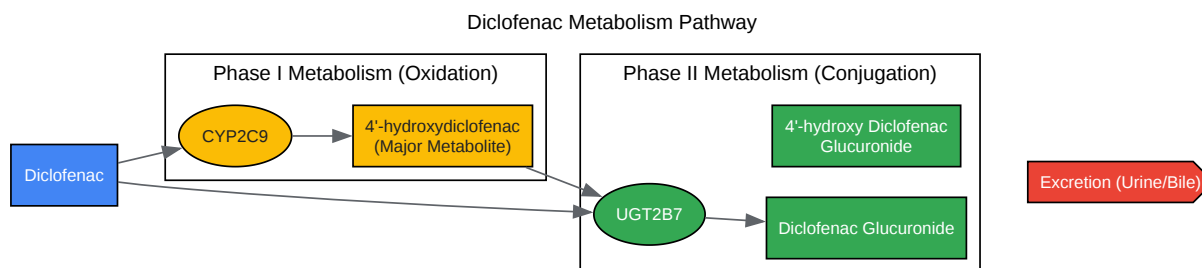 Diclofenac Metabolism Pathway
Phase I Metabolism (Oxidation)
Phase II Metabolism (Conjugation)
CYP2C9
4'-hydroxydiclofenac
(Major Metabolite)
4'-hydroxy Diclofenac
Glucuronide
Diclofenac
Excretion (Urine/Bile)
UGT2B7
Diclofenac Glucuronide